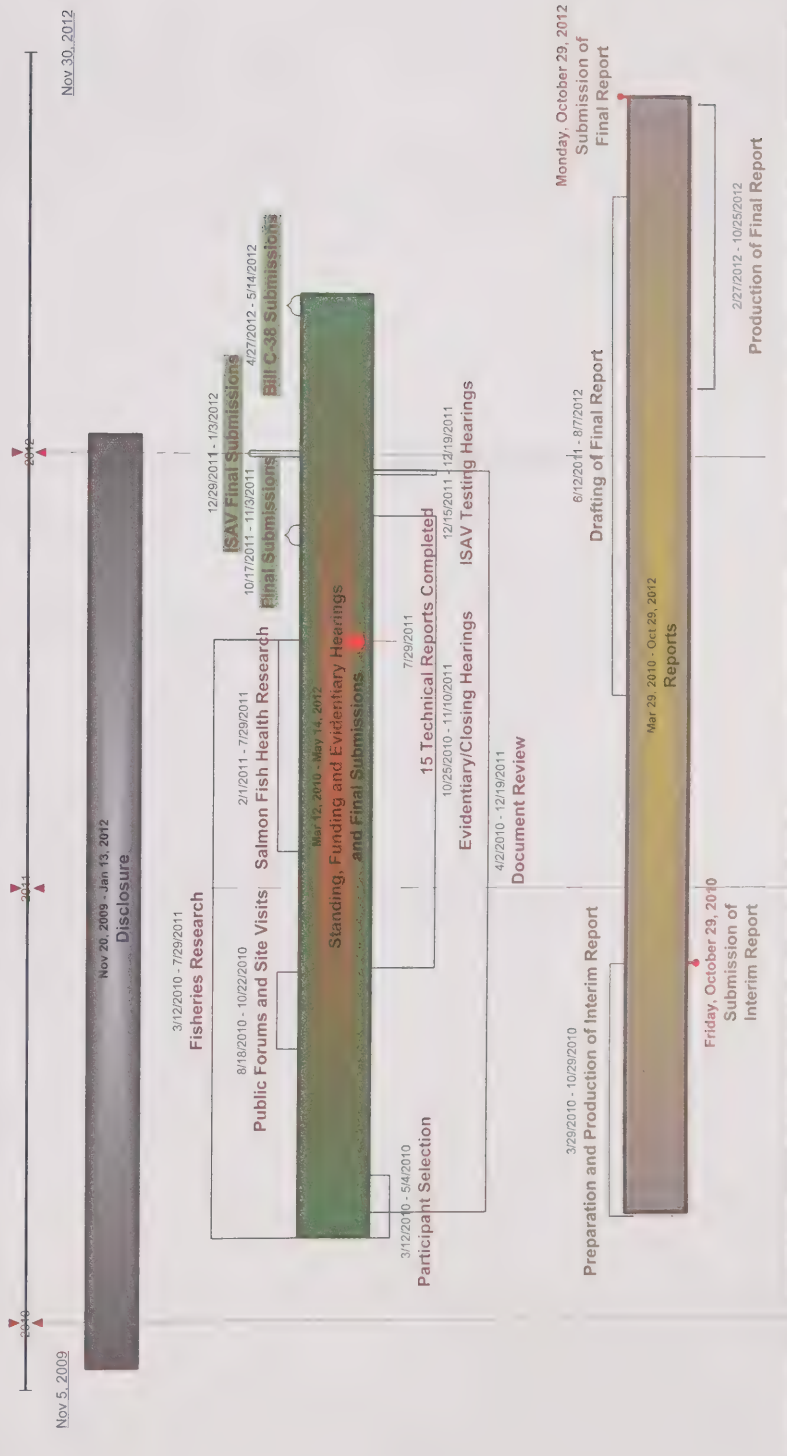 Nov 5, 2009
2010
2011
2012
Nov 30, 2012
Nov 20, 2009 - Jan 13, 2012
Disclosure
3/12/2010 - 7/29/2011
Fisheries Research
8/18/2010 - 10/22/2010
Public Forums and Site Visits
2/1/2011 - 7/29/2011
Salmon Fish Health Research
12/29/2011 - 1/3/2012
ISAV Final Submissions
10/17/2011 - 11/3/2011
Final Submissions
4/27/2012 - 5/14/2012
Bill C-38 Submissions
Mar 12, 2010 - May 14, 2012
Standing, Funding and Evidentiary Hearings
and Final Submissions
3/12/2010 - 5/4/2010
Participant Selection
7/29/2011
15 Technical Reports Completed
10/25/2010 - 11/10/2011
Evidentiary/Closing Hearings
12/15/2011 - 12/19/2011
ISAV Testing Hearings
4/2/2010 - 12/19/2011
Document Review
3/29/2010 - 10/29/2010
Preparation and Production of Interim Report
6/12/2011 - 8/7/2012
Drafting of Final Report
Monday, October 29, 2012
Submission of
Final Report
Mar 29, 2010 - Oct 29, 2012
Reports
Friday, October 29, 2010
Submission of
Interim Report
2/27/2012 - 10/25/2012
Production of Final Report